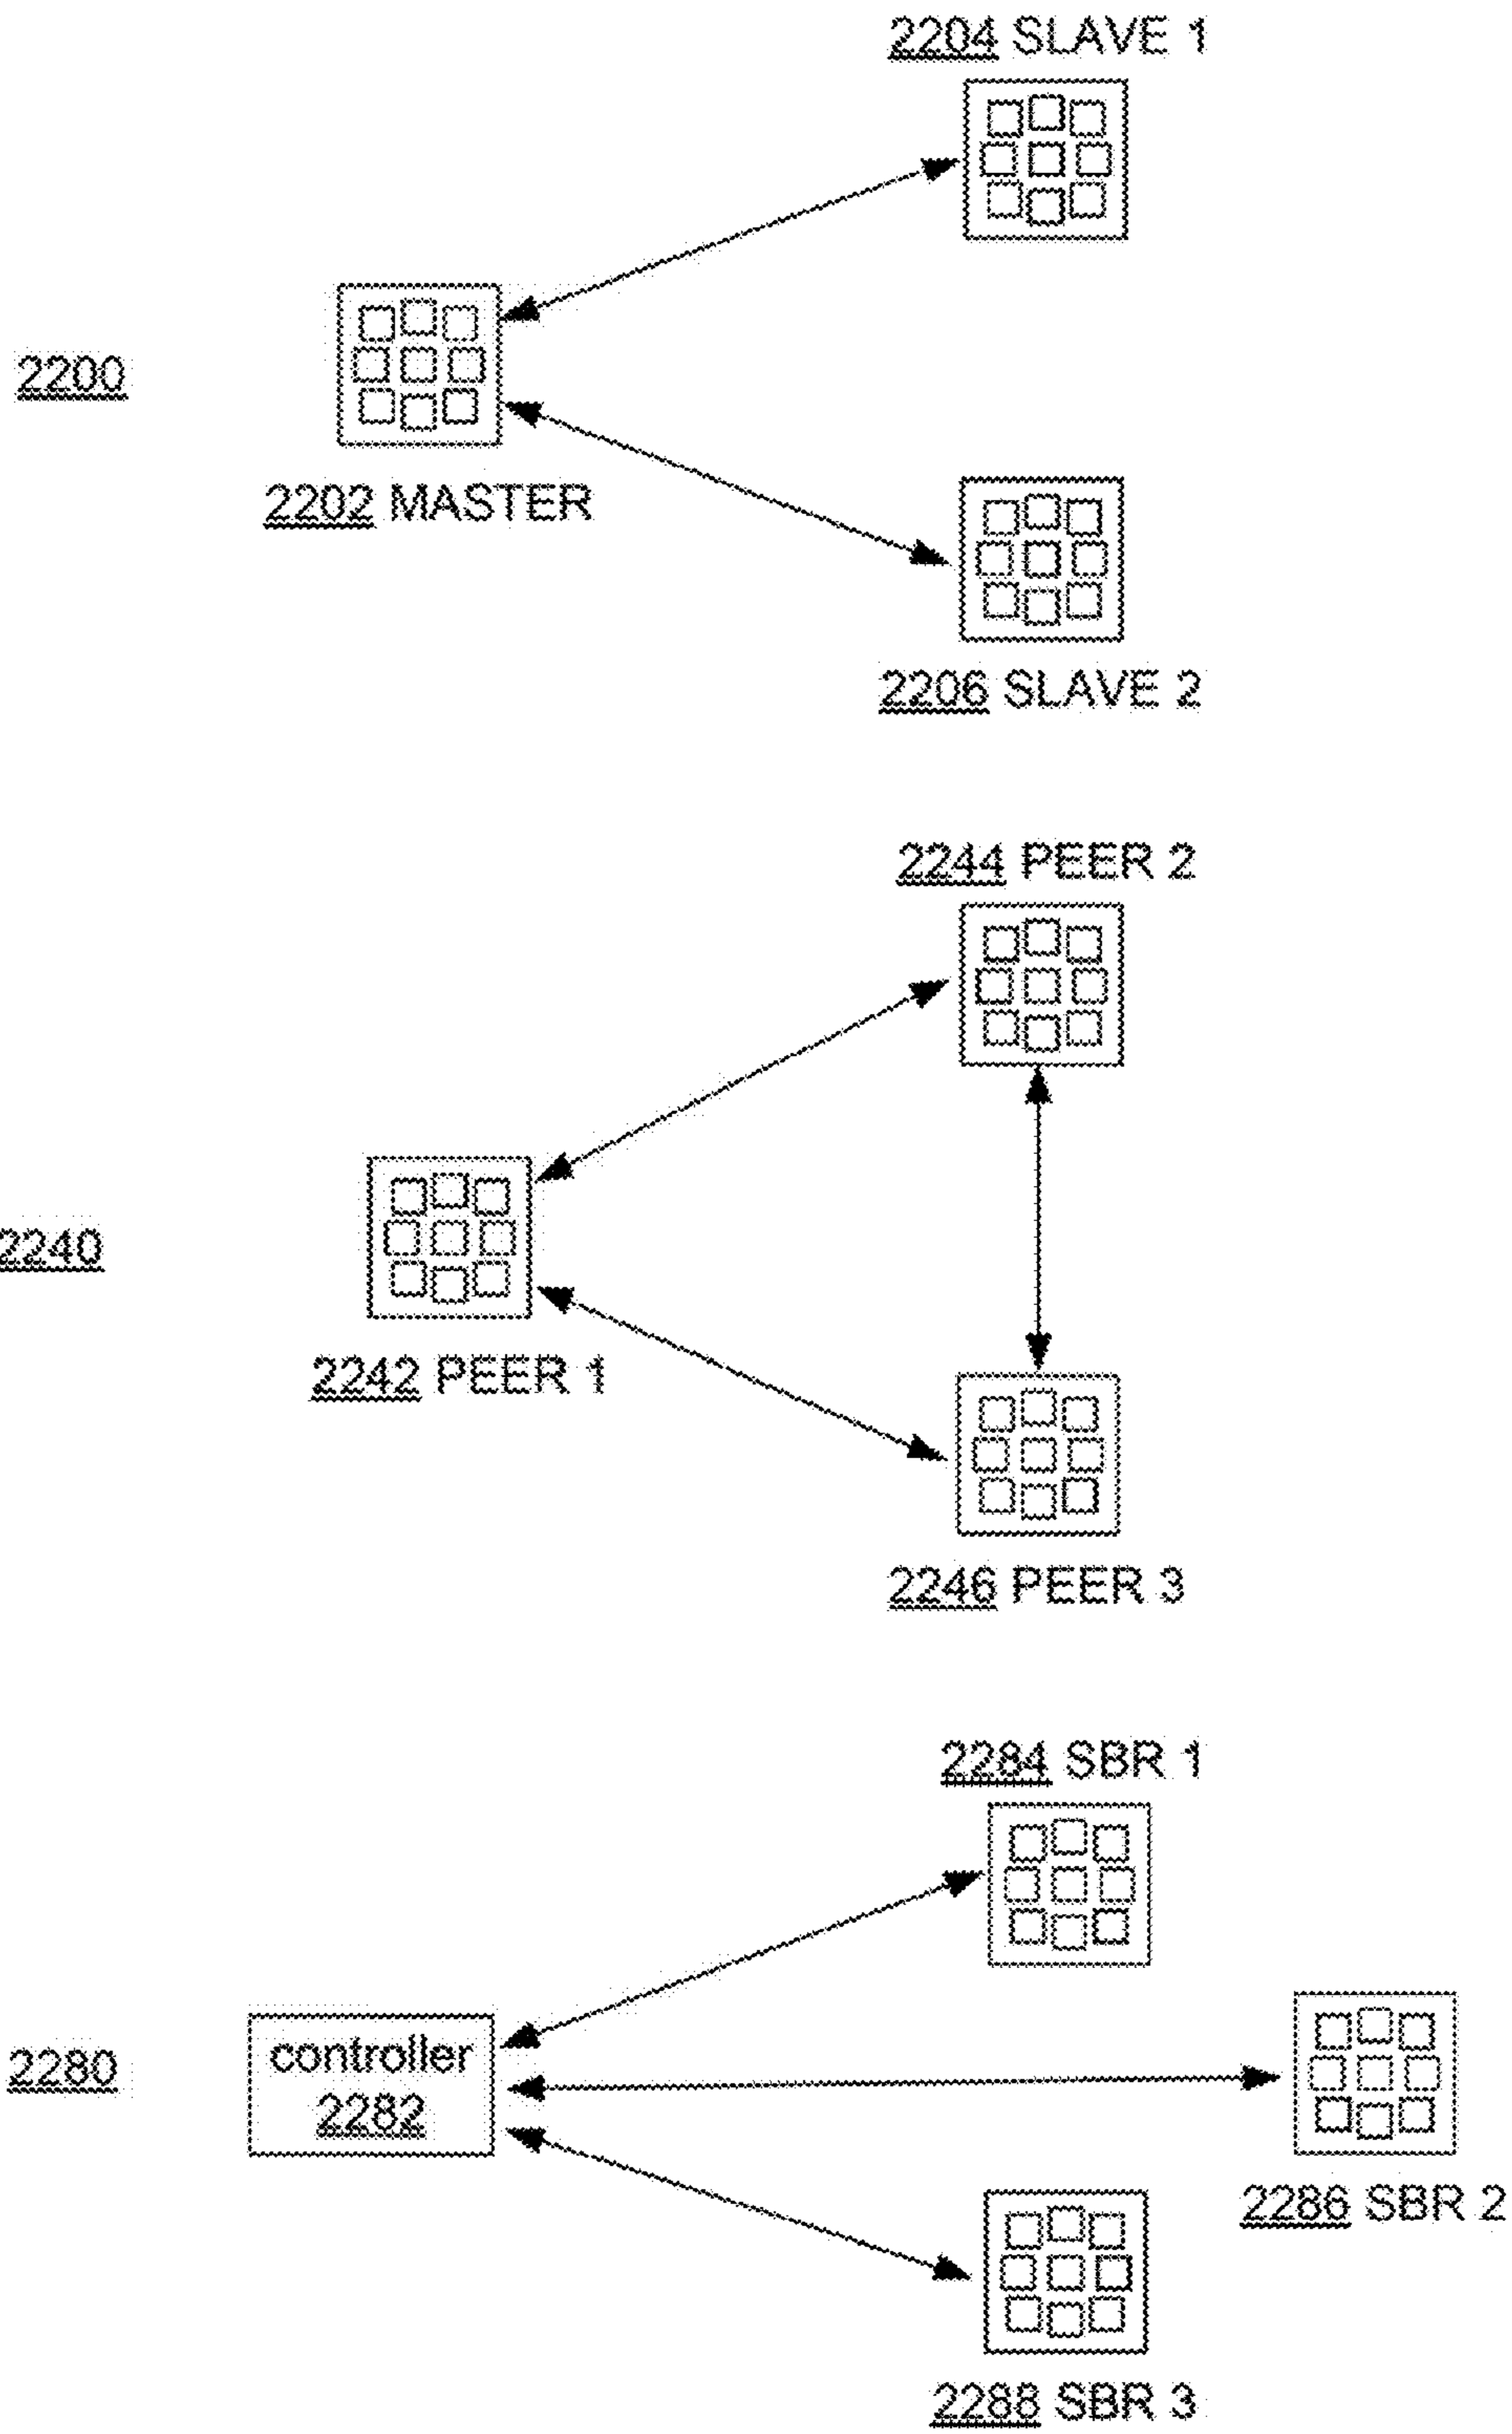 2204 SLAVE 1
2200
2202 MASTER
2206 SLAVE 2
2244 PEER 2
2240
2242 PEER 1
2246 PEER 3
2284 SBR 1
2280
controller
2282
2286 SBR 2
2288 SBR 3